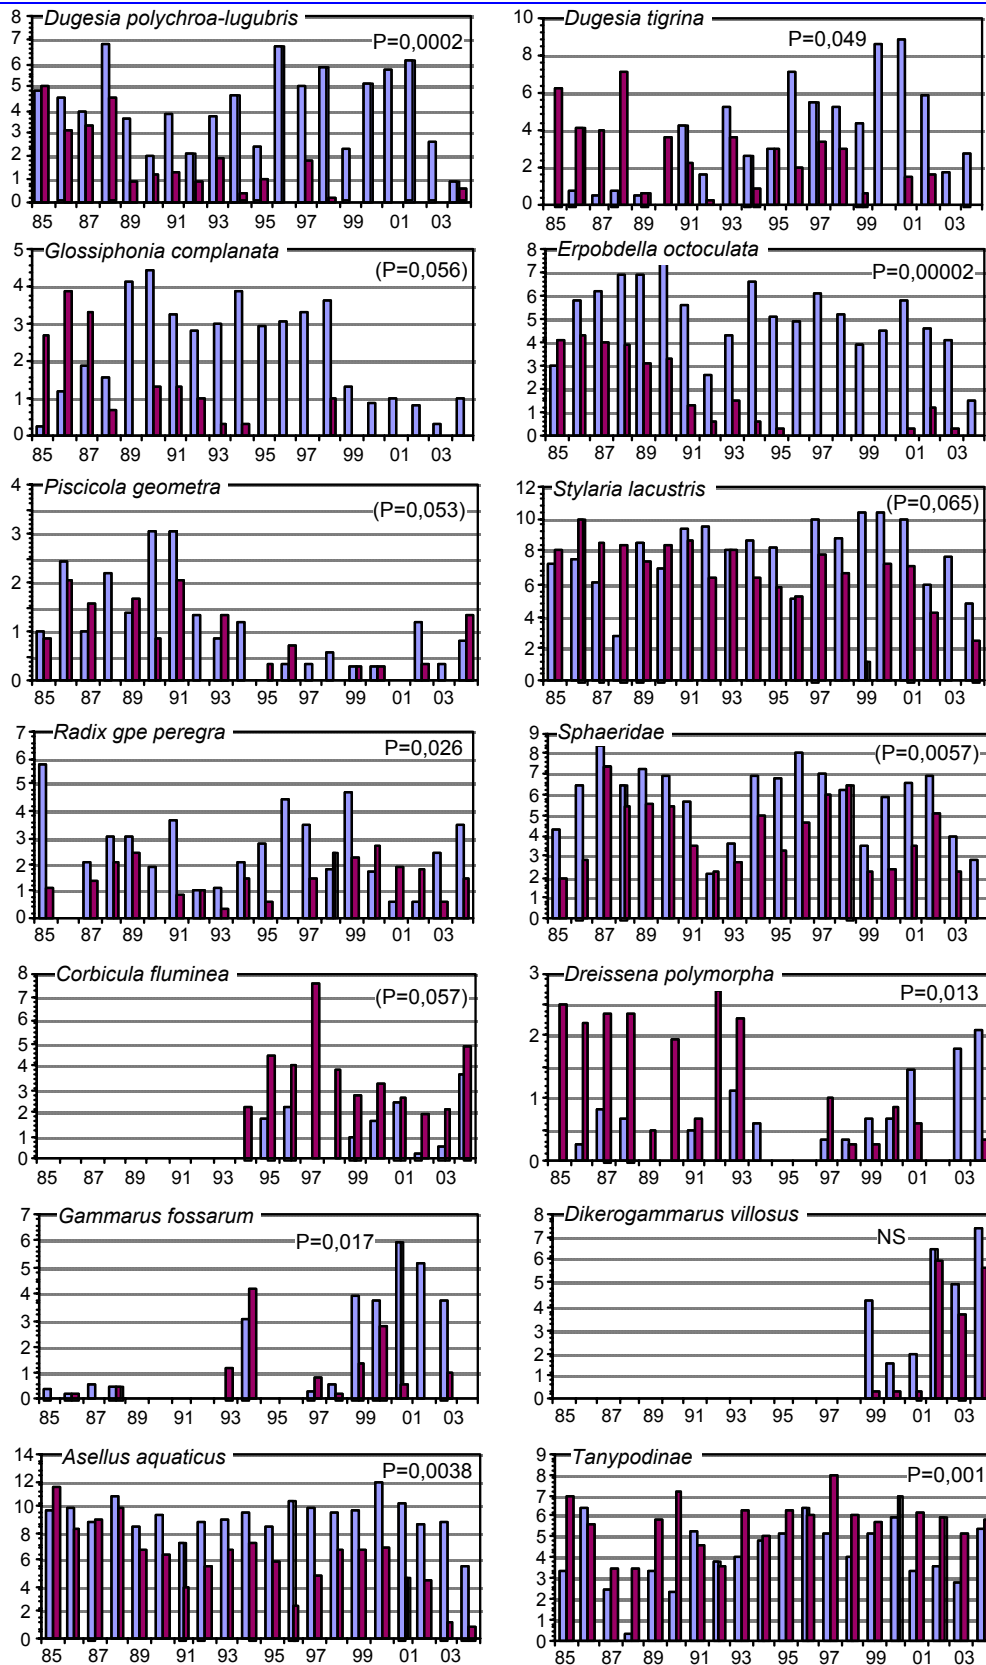 Dugesia polychroa-lugubris
P=0,0002
8
7
6
5
4
3
2
1
0
85 87 89 91 93 95 97 99 01 03
Dugesia tigrina
P=0,049
10
8
6
4
2
0
85 87 89 91 93 95 97 99 01 03
Glossiphonia complanata
(P=0,056)
5
4
3
2
1
0
85 87 89 91 95 97 99 01 03
Erpobdella octoculata
P=0,00002
8
7
6
5
4
3
2
1
0
85 87 89 91 93 95 97 99 01 03
Piscicola geometra
(P=0,053)
4
3
2
1
0
85 87 89 91 93 95 97 99 01 03
Stylaria lacustris
(P=0,065)
12
10
8
6
4
2
0
85 87 89 91 93 95 97 99 01 03
Radix gpe peregra
P=0,026
7
6
5
4
3
2
1
0
85 87 89 91 93 95 97 99 01 03
Sphaeridae
(P=0,0057)
9
8
7
6
5
4
3
2
1
0
85 87 89 91 93 95 97 99 01 03
Corbicula fluminea
(P=0,057)
8
7
6
5
4
3
2
1
0
85 87 89 91 93 95 97 99 01 03
Dreissena polymorpha
P=0,013
3
2
1
0
85 87 89 91 93 95 97 99 01 03
Gammarus fossarum
P=0,017
7
6
5
4
3
2
1
0
85 87 89 91 93 95 97 99 01 03
Dikerogammarus villosus
NS
8
7
6
5
4
3
2
1
0
85 87 89 91 93 95 97 99 01 03
Asellus aquaticus
P=0,0038
14
12
10
8
6
4
2
0
85 87 89 91 93 95 97 99 01 03
Tanypodinae
P=0,001
9
8
7
6
5
4
3
2
1
0
85 87 89 91 93 95 97 99 01 03